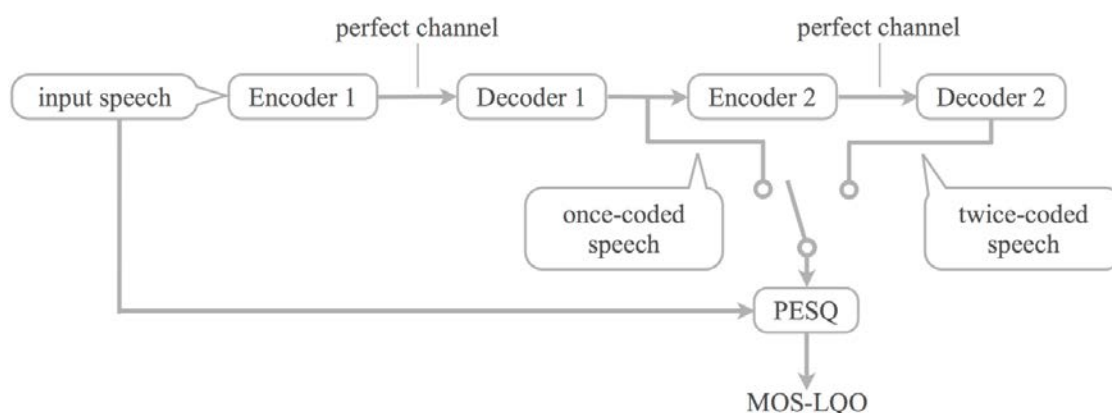 perfect channel
perfect channel
input speech
Encoder 1
Decoder 1
Encoder 2
Decoder 2
once-coded
speech
twice-coded
speech
PESQ
MOS-LQO